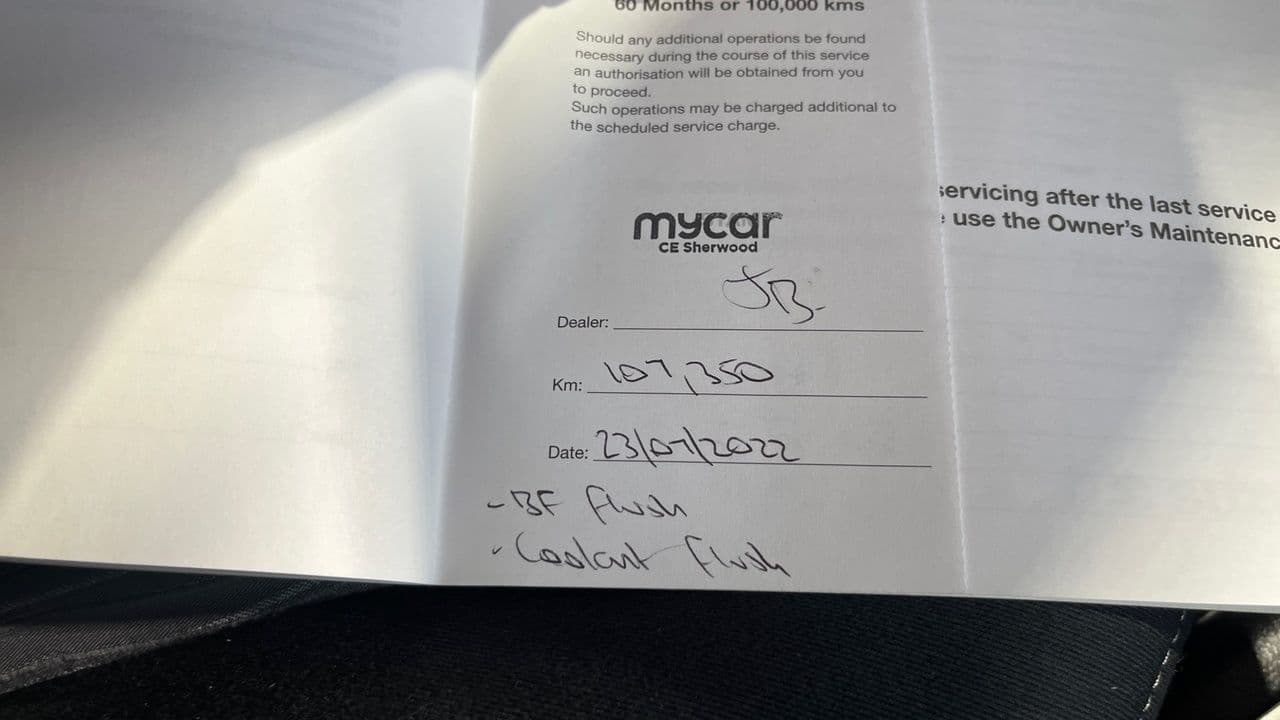 60 Months or 100,000 kms
Should any additional operations be found
necessary during the course of this service
an authorisation will be obtained from you
to proceed.
Such operations may be charged additional to
the scheduled service charge.
mycar
CE Sherwood
JB
Dealer:
Km: 107,350
Date: 23/07/2022
- BF Flush
- Coolant Flush
servicing after the last service
use the Owner's Maintenanc